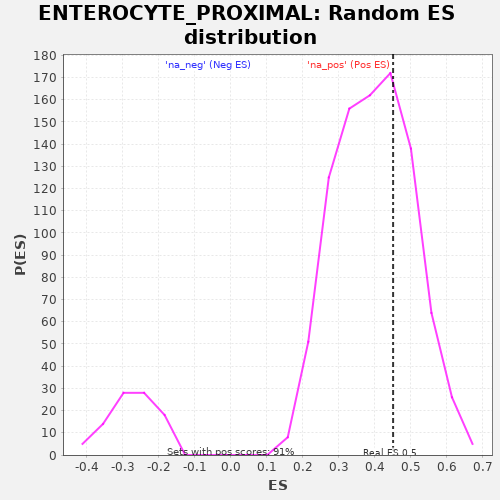 ENTEROCYTE_PROXIMAL: Random ES
distribution
'na_neg' (Neg ES)
'na_pos' (Pos ES)
180
170
160
150
140
130
120
110
100
90
80
70
60
50
40
30
20
10
0
P(ES)
Sets with pos scores: 91%
Real ES 0.5
-0.4 -0.3 -0.2 -0.1 0.0 0.1 0.2 0.3 0.4 0.5 0.6 0.7
ES